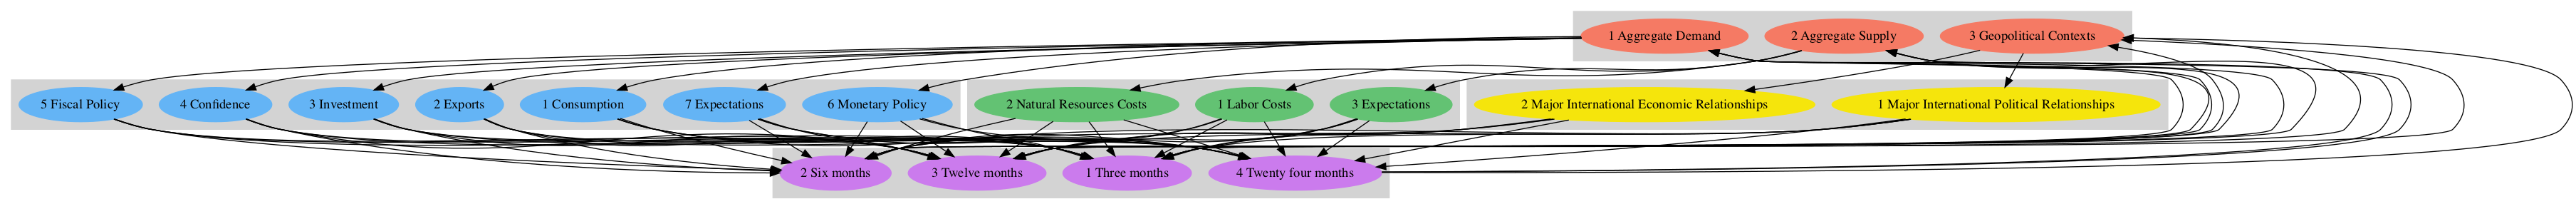 1 Aggregate Demand
2 Aggregate Supply
3 Geopolitical Contexts
5 Fiscal Policy
4 Confidence
3 Investment
2 Exports
1 Consumption
7 Expectations
6 Monetary Policy
2 Natural Resources Costs
1 Labor Costs
3 Expectations
2 Major International Economic Relationships
1 Major International Political Relationships
2 Six months
3 Twelve months
1 Three months
4 Twenty four months